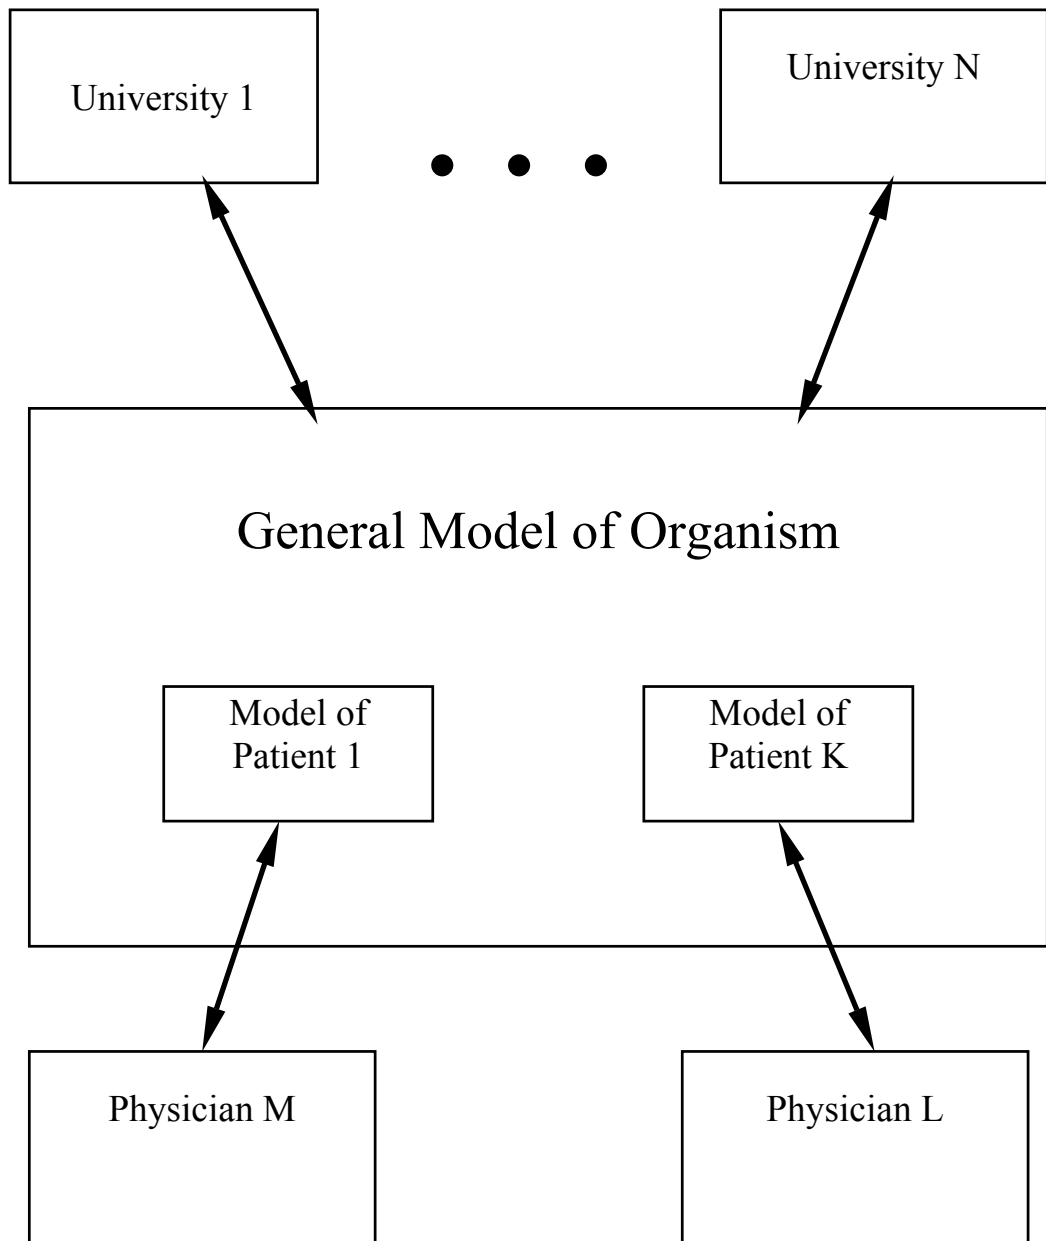 University 1
University N
General Model of Organism
Model of
Patient 1
Model of
Patient K
Physician M
Physician L